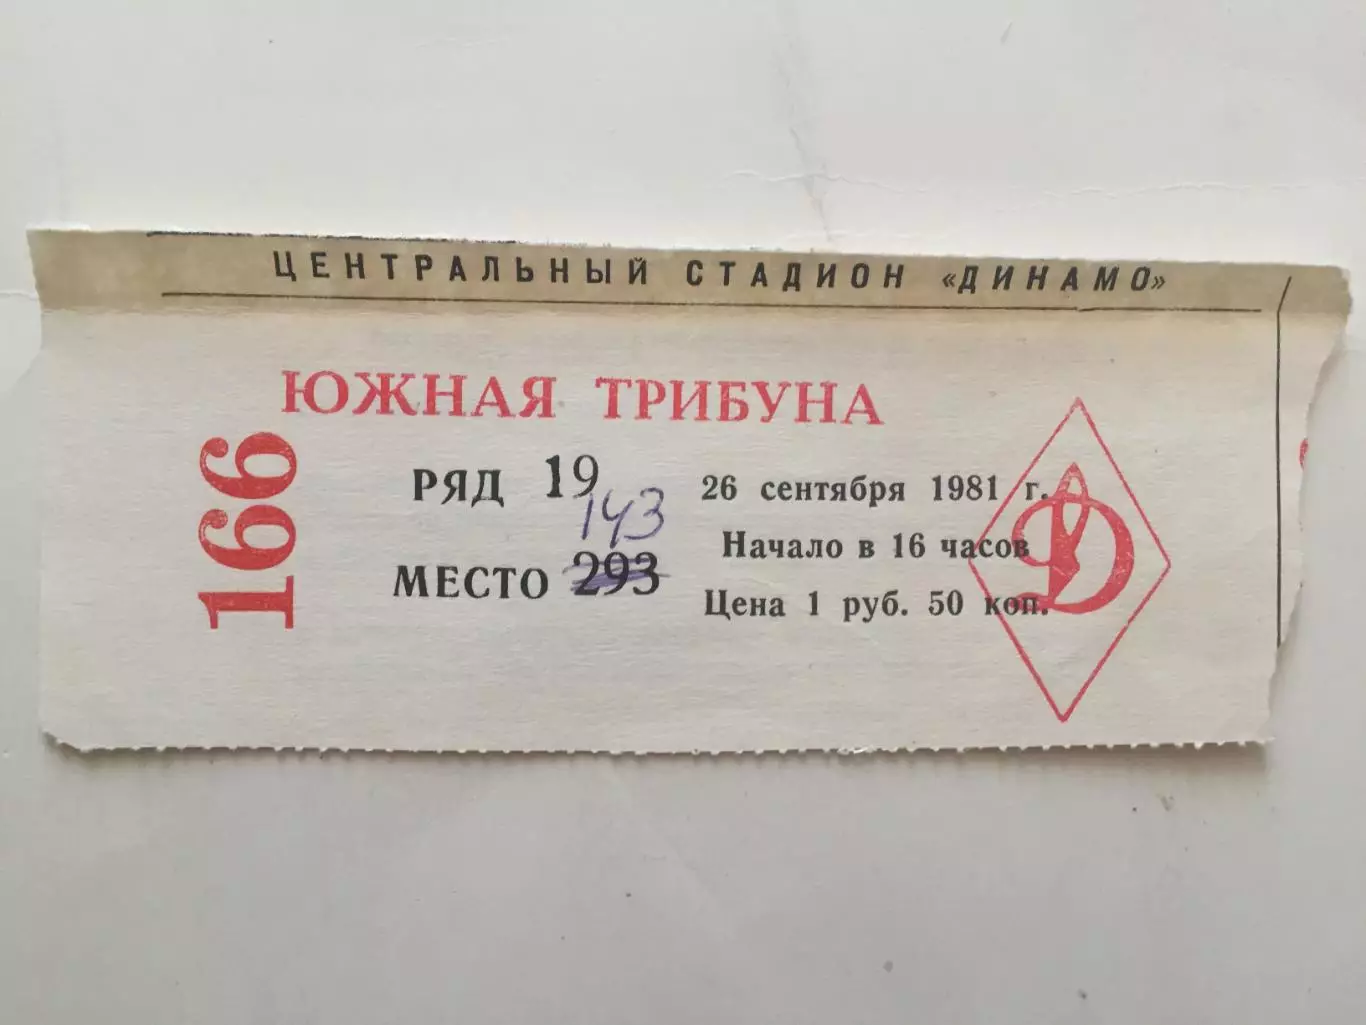 ЦЕНТРАЛЬНЫЙ СТАДИОН «ДИНАМО»
ЮЖНАЯ ТРИБУНА
166
РЯД 19
143
МЕСТО 293
26 сентября 1981 г.
Начало в 16 часов
Цена 1 руб. 50 коп.
Д